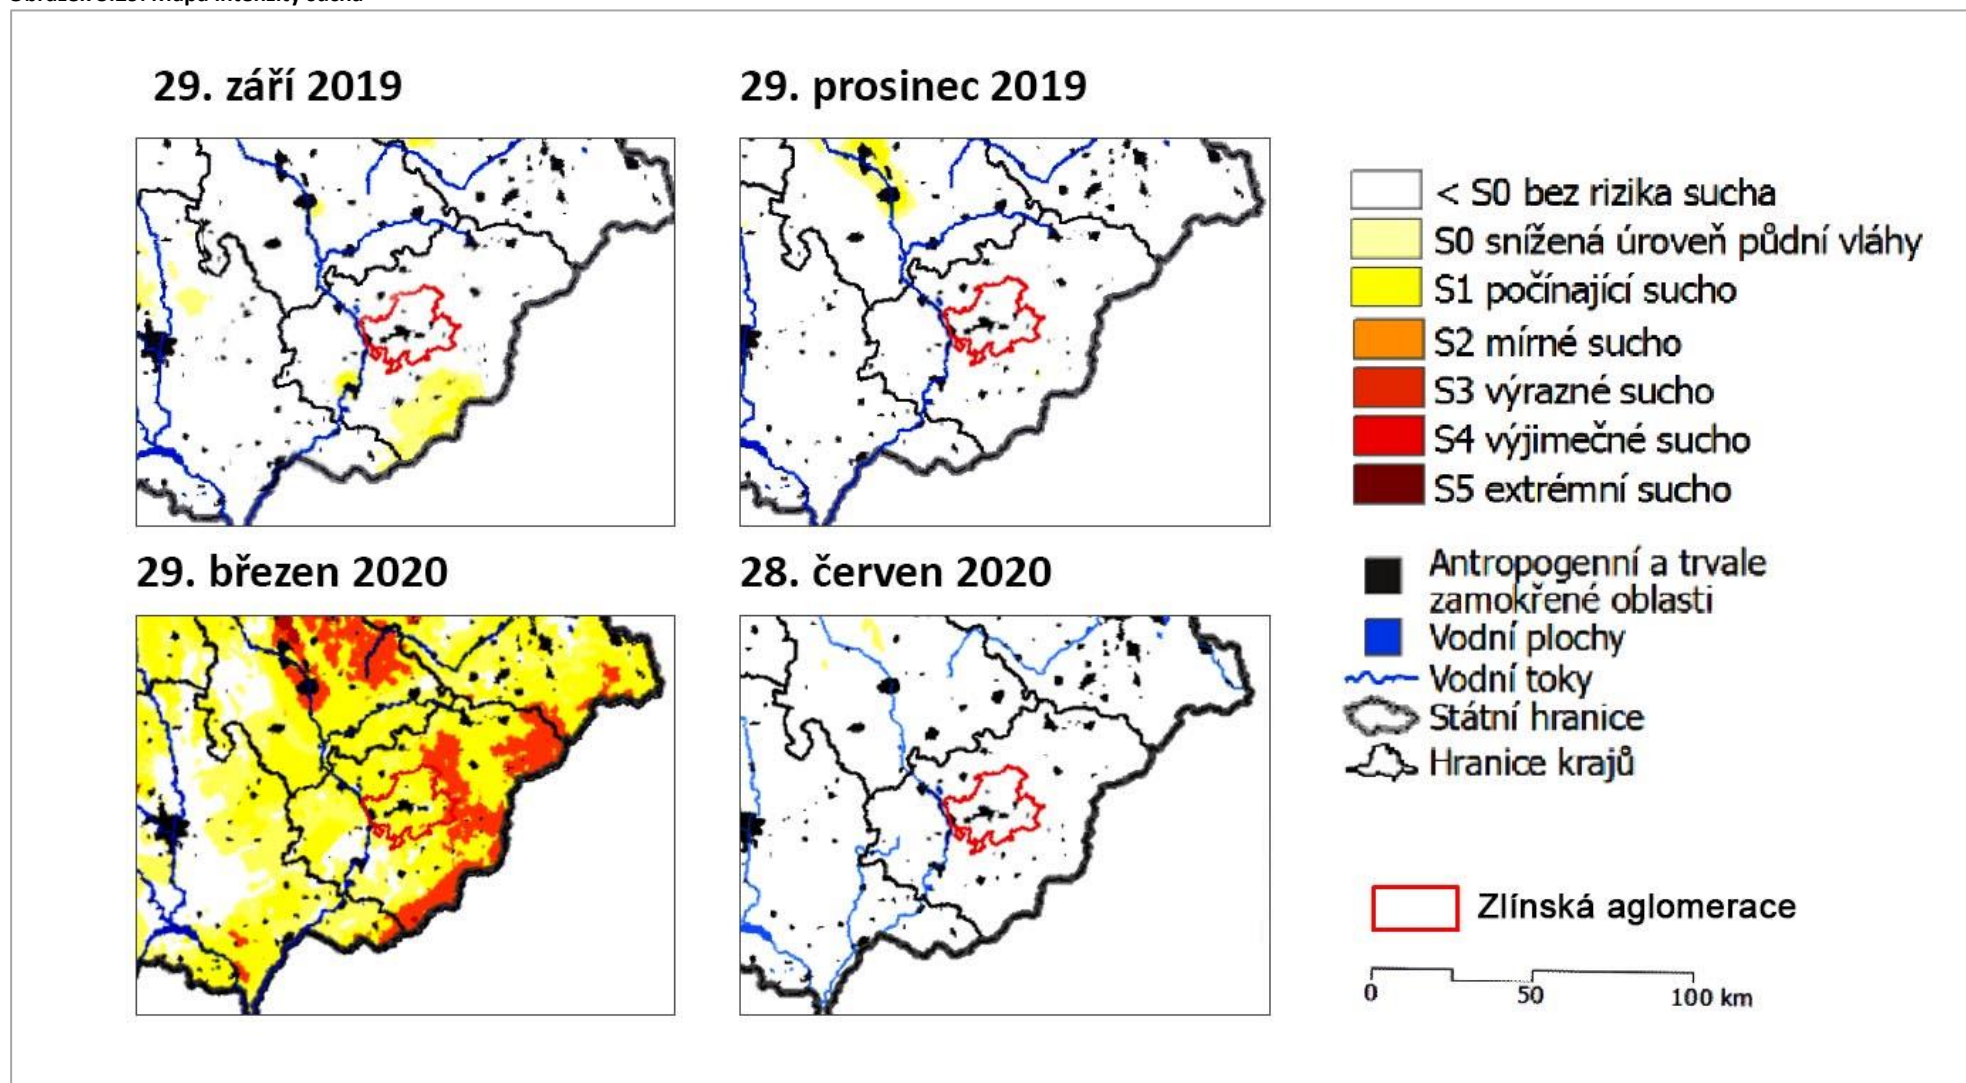 29. září 2019
29. prosinec 2019
29. březen 2020
28. červen 2020
< S0 bez rizika sucha
S0 snížená úroveň půdní vláhy
S1 počínající sucho
S2 mírné sucho
S3 výrazné sucho
S4 výjimečné sucho
S5 extrémní sucho
Antropogenní a trvale
zamokřené oblasti
Vodní plochy
Vodní toky
Státní hranice
Hranice krajů
Zlínská aglomerace
0 50 100 km